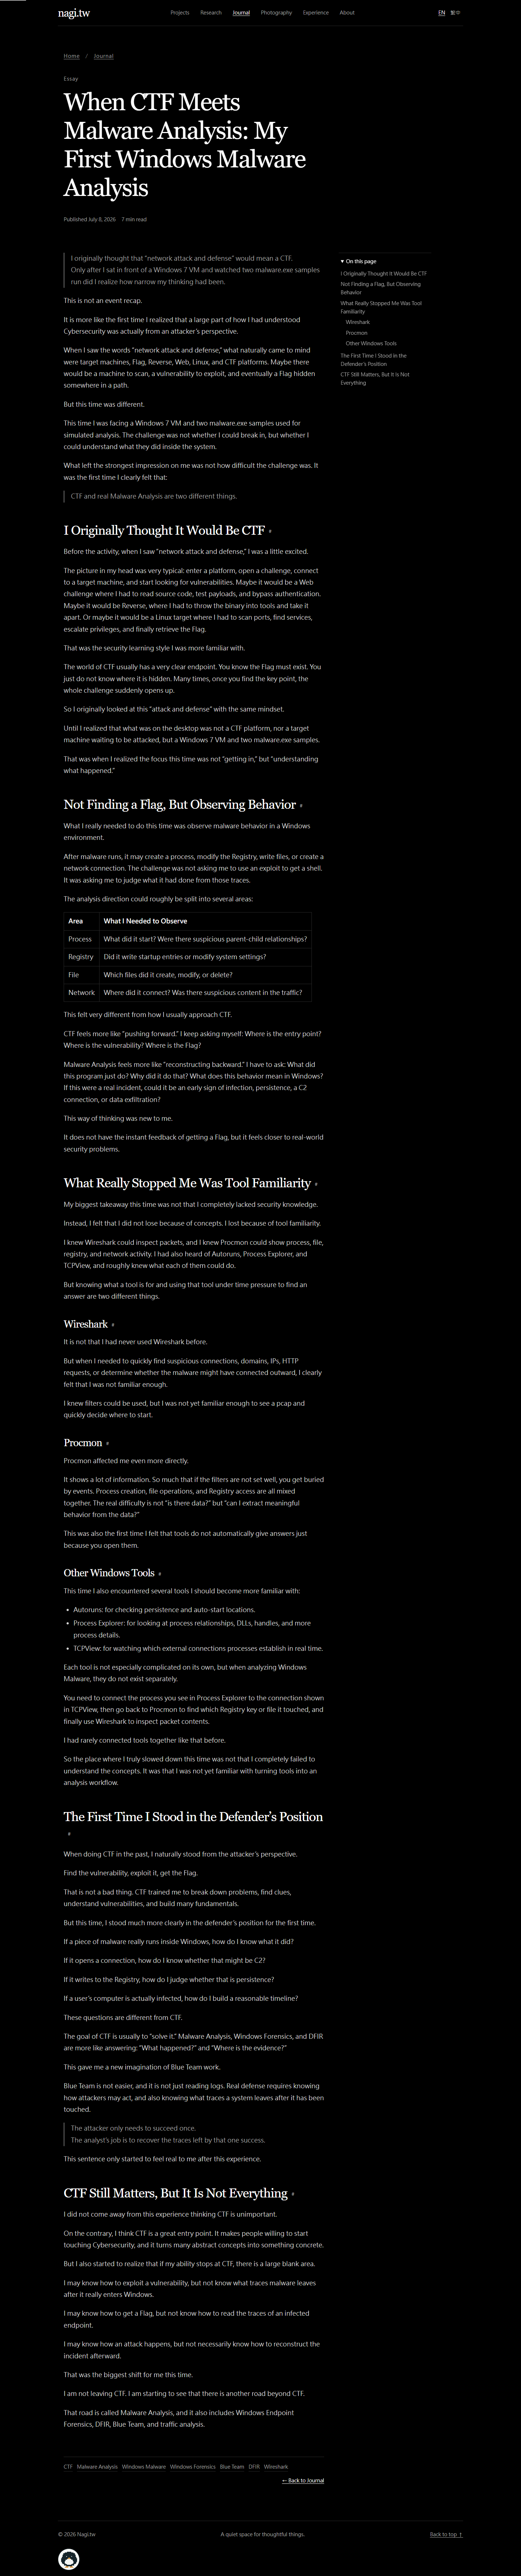 nagi.tw
Projects
Research
Journal
Photography
Experience
About
EN
繁中
Home / Journal
Essay
When CTF Meets
Malware Analysis: My
First Windows Malware
Analysis
Published July 8, 2026 7 min read
I originally thought that “network attack and defense” would mean a CTF.
Only after I sat in front of a Windows 7 VM and watched two malware.exe samples
run did I realize how narrow my thinking had been.
▼ On this page
I Originally Thought It Would Be CTF
Not Finding a Flag, But Observing
Behavior
What Really Stopped Me Was Tool
Familiarity
Wireshark
Procmon
Other Windows Tools
The First Time I Stood in the
Defender’s Position
CTF Still Matters, But It Is Not
Everything
This is not an event recap.
It is more like the first time I realized that a large part of how I had understood
Cybersecurity was actually from an attacker’s perspective.
When I saw the words “network attack and defense,” what naturally came to mind
were target machines, Flag, Reverse, Web, Linux, and CTF platforms. Maybe there
would be a machine to scan, a vulnerability to exploit, and eventually a Flag hidden
somewhere in a path.
But this time was different.
This time I was facing a Windows 7 VM and two malware.exe samples used for
simulated analysis. The challenge was not whether I could break in, but whether I
could understand what they did inside the system.
What left the strongest impression on me was not how difficult the challenge was. It
was the first time I clearly felt that:
CTF and real Malware Analysis are two different things.
I Originally Thought It Would Be CTF #
Before the activity, when I saw “network attack and defense,” I was a little excited.
The picture in my head was very typical: enter a platform, open a challenge, connect
to a target machine, and start looking for vulnerabilities. Maybe it would be a Web
challenge where I had to read source code, test payloads, and bypass authentication.
Maybe it would be Reverse, where I had to throw the binary into tools and take it
apart. Or maybe it would be a Linux target where I had to scan ports, find services,
escalate privileges, and finally retrieve the Flag.
That was the security learning style I was more familiar with.
The world of CTF usually has a very clear endpoint. You know the Flag must exist. You
just do not know where it is hidden. Many times, once you find the key point, the
whole challenge suddenly opens up.
So I originally looked at this “attack and defense” with the same mindset.
Until I realized that what was on the desktop was not a CTF platform, nor a target
machine waiting to be attacked, but a Windows 7 VM and two malware.exe samples.
That was when I realized the focus this time was not “getting in,” but “understanding
what happened.”
Not Finding a Flag, But Observing Behavior #
What I really needed to do this time was observe malware behavior in a Windows
environment.
After malware runs, it may create a process, modify the Registry, write files, or create a
network connection. The challenge was not asking me to use an exploit to get a shell.
It was asking me to judge what it had done from those traces.
The analysis direction could roughly be split into several areas:
Area What I Needed to Observe
Process What did it start? Were there suspicious parent-child relationships?
Registry Did it write startup entries or modify system settings?
File Which files did it create, modify, or delete?
Network Where did it connect? Was there suspicious content in the traffic?
This felt very different from how I usually approach CTF.
CTF feels more like “pushing forward.” I keep asking myself: Where is the entry point?
Where is the vulnerability? Where is the Flag?
Malware Analysis feels more like “reconstructing backward.” I have to ask: What did
this program just do? Why did it do that? What does this behavior mean in Windows?
If this were a real incident, could it be an early sign of infection, persistence, a C2
connection, or data exfiltration?
This way of thinking was new to me.
It does not have the instant feedback of getting a Flag, but it feels closer to real-world
security problems.
What Really Stopped Me Was Tool Familiarity #
My biggest takeaway this time was not that I completely lacked security knowledge.
Instead, I felt that I did not lose because of concepts. I lost because of tool familiarity.
I knew Wireshark could inspect packets, and I knew Procmon could show process, file,
registry, and network activity. I had also heard of Autoruns, Process Explorer, and
TCPView, and roughly knew what each of them could do.
But knowing what a tool is for and using that tool under time pressure to find an
answer are two different things.
Wireshark #
It is not that I had never used Wireshark before.
But when I needed to quickly find suspicious connections, domains, IPs, HTTP
requests, or determine whether the malware might have connected outward, I clearly
felt that I was not familiar enough.
I knew filters could be used, but I was not yet familiar enough to see a pcap and
quickly decide where to start.
Procmon #
Procmon affected me even more directly.
It shows a lot of information. So much that if the filters are not set well, you get buried
by events. Process creation, file operations, and Registry access are all mixed
together. The real difficulty is not “is there data?” but “can I extract meaningful
behavior from the data?”
This was also the first time I felt that tools do not automatically give answers just
because you open them.
Other Windows Tools #
This time I also encountered several tools I should become more familiar with:
• Autoruns: for checking persistence and auto-start locations.
• Process Explorer: for looking at process relationships, DLLs, handles, and more
process details.
• TCPView: for watching which external connections processes establish in real time.
Each tool is not especially complicated on its own, but when analyzing Windows
Malware, they do not exist separately.
You need to connect the process you see in Process Explorer to the connection shown
in TCPView, then go back to Procmon to find which Registry key or file it touched, and
finally use Wireshark to inspect packet contents.
I had rarely connected tools together like that before.
So the place where I truly slowed down this time was not that I completely failed to
understand the concepts. It was that I was not yet familiar with turning tools into an
analysis workflow.
The First Time I Stood in the Defender’s Position
#
When doing CTF in the past, I naturally stood from the attacker’s perspective.
Find the vulnerability, exploit it, get the Flag.
That is not a bad thing. CTF trained me to break down problems, find clues,
understand vulnerabilities, and build many fundamentals.
But this time, I stood much more clearly in the defender’s position for the first time.
If a piece of malware really runs inside Windows, how do I know what it did?
If it opens a connection, how do I know whether that might be C2?
If it writes to the Registry, how do I judge whether that is persistence?
If a user’s computer is actually infected, how do I build a reasonable timeline?
These questions are different from CTF.
The goal of CTF is usually to “solve it.” Malware Analysis, Windows Forensics, and DFIR
are more like answering: “What happened?” and “Where is the evidence?”
This gave me a new imagination of Blue Team work.
Blue Team is not easier, and it is not just reading logs. Real defense requires knowing
how attackers may act, and also knowing what traces a system leaves after it has been
touched.
The attacker only needs to succeed once.
The analyst’s job is to recover the traces left by that one success.
This sentence only started to feel real to me after this experience.
CTF Still Matters, But It Is Not Everything #
I did not come away from this experience thinking CTF is unimportant.
On the contrary, I think CTF is a great entry point. It makes people willing to start
touching Cybersecurity, and it turns many abstract concepts into something concrete.
But I also started to realize that if my ability stops at CTF, there is a large blank area.
I may know how to exploit a vulnerability, but not know what traces malware leaves
after it really enters Windows.
I may know how to get a Flag, but not know how to read the traces of an infected
endpoint.
I may know how an attack happens, but not necessarily know how to reconstruct the
incident afterward.
That was the biggest shift for me this time.
I am not leaving CTF. I am starting to see that there is another road beyond CTF.
That road is called Malware Analysis, and it also includes Windows Endpoint
Forensics, DFIR, Blue Team, and traffic analysis.
CTF Malware Analysis Windows Malware Windows Forensics Blue Team DFIR Wireshark
← Back to Journal
© 2026 Nagi.tw
A quiet space for thoughtful things.
Back to top ↑